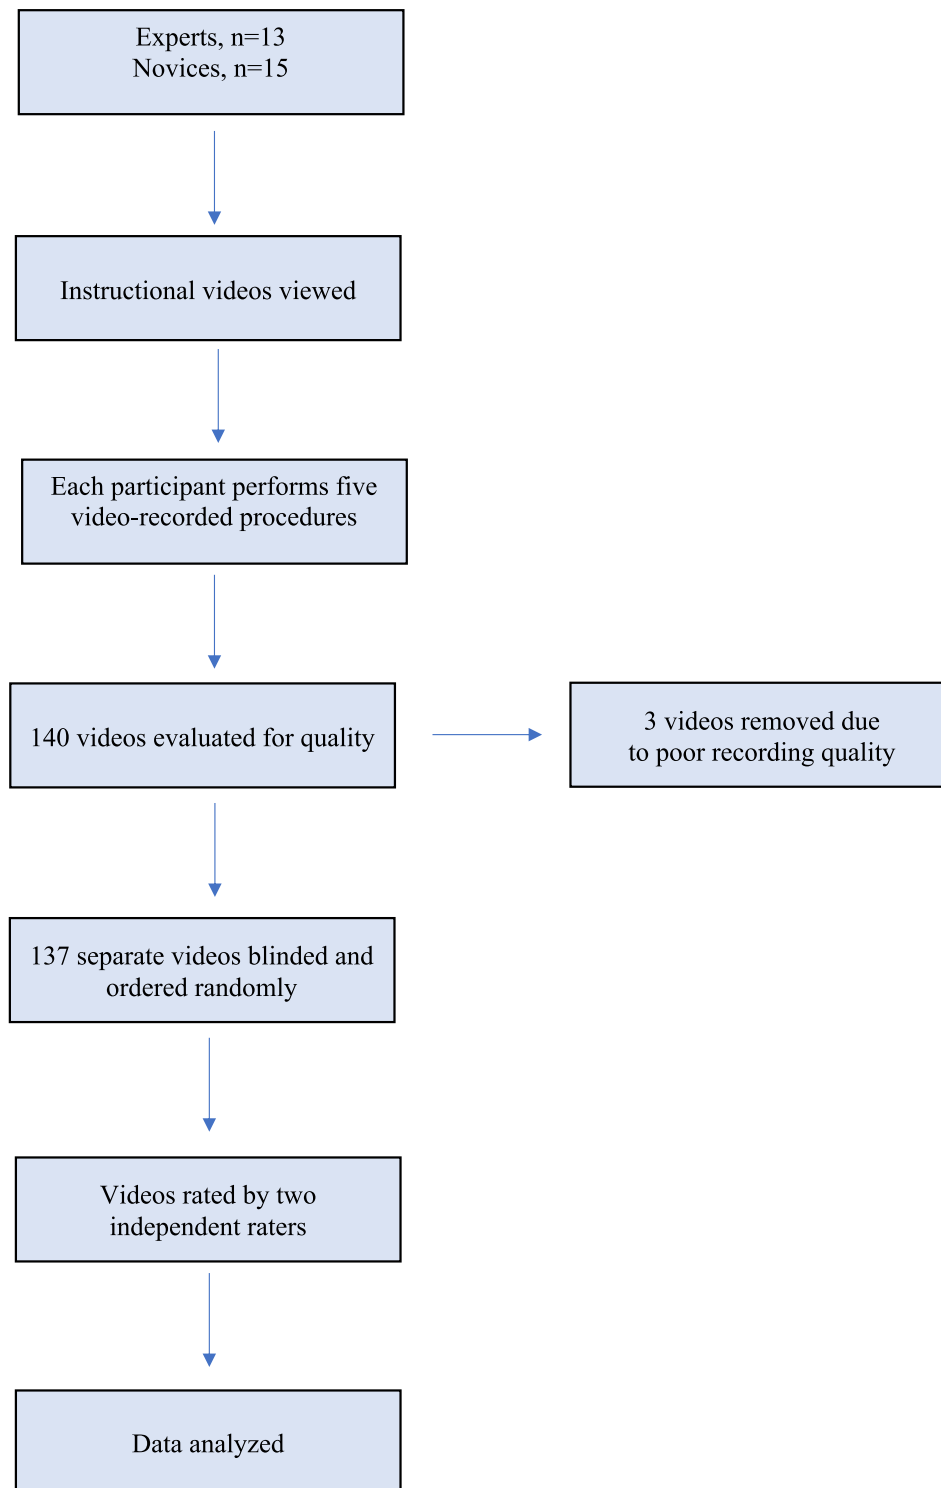 Experts, n=13
Novices, n=15
Instructional videos viewed
Each participant performs five
video-recorded procedures
140 videos evaluated for quality
3 videos removed due
to poor recording quality
137 separate videos blinded and
ordered randomly
Videos rated by two
independent raters
Data analyzed